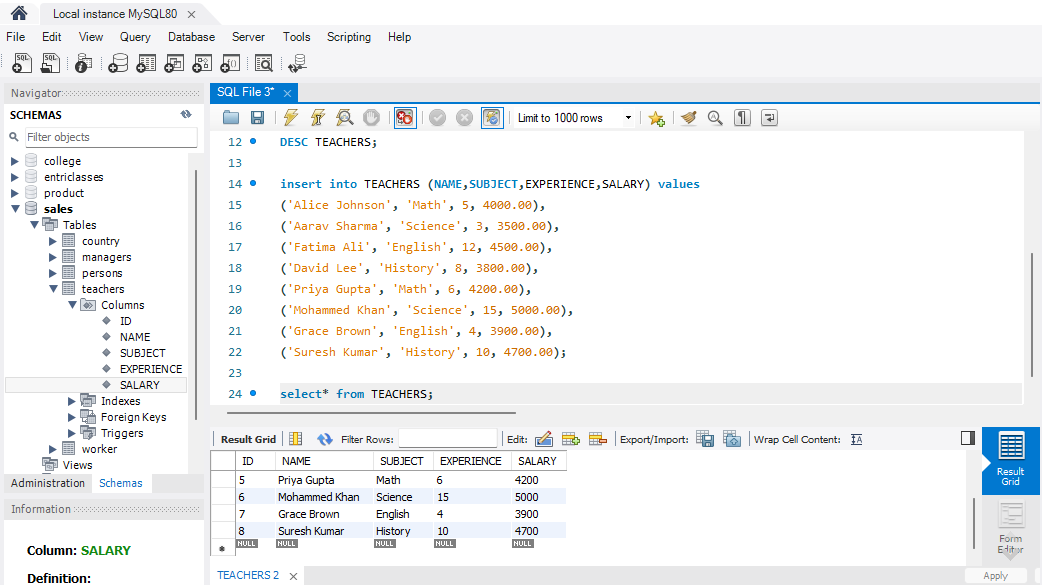 Local instance MySQL80
File Edit View Query Database Server Tools Scripting Help
Navigator
SCHEMAS
Filter objects
college
entriclasses
product
sales
Tables
country
managers
persons
teachers
Columns
ID
NAME
SUBJECT
EXPERIENCE
SALARY
Indexes
Foreign Keys
Triggers
worker
Views
Administration Schemas
Information
Column: SALARY
Definition:
SQL File 3*
Limit to 1000 rows
12 DESC TEACHERS;
13
14 insert into TEACHERS (NAME,SUBJECT,EXPERIENCE,SALARY) values
15 ('Alice Johnson', 'Math', 5, 4000.00),
16 ('Aarav Sharma', 'Science', 3, 3500.00),
17 ('Fatima Ali', 'English', 12, 4500.00),
18 ('David Lee', 'History', 8, 3800.00),
19 ('Priya Gupta', 'Math', 6, 4200.00),
20 ('Mohammed Khan', 'Science', 15, 5000.00),
21 ('Grace Brown', 'English', 4, 3900.00),
22 ('Suresh Kumar', 'History', 10, 4700.00);
23
24 select* from TEACHERS;
Result Grid Filter Rows: Edit: Export/Import: Wrap Cell Content: IA
ID NAME SUBJECT EXPERIENCE SALARY
5 Priya Gupta Math 6 4200
6 Mohammed Khan Science 15 5000
7 Grace Brown English 4 3900
8 Suresh Kumar History 10 4700
NULL NULL NULL NULL NULL
Result
Grid
Form
Editor
TEACHERS 2
Apply